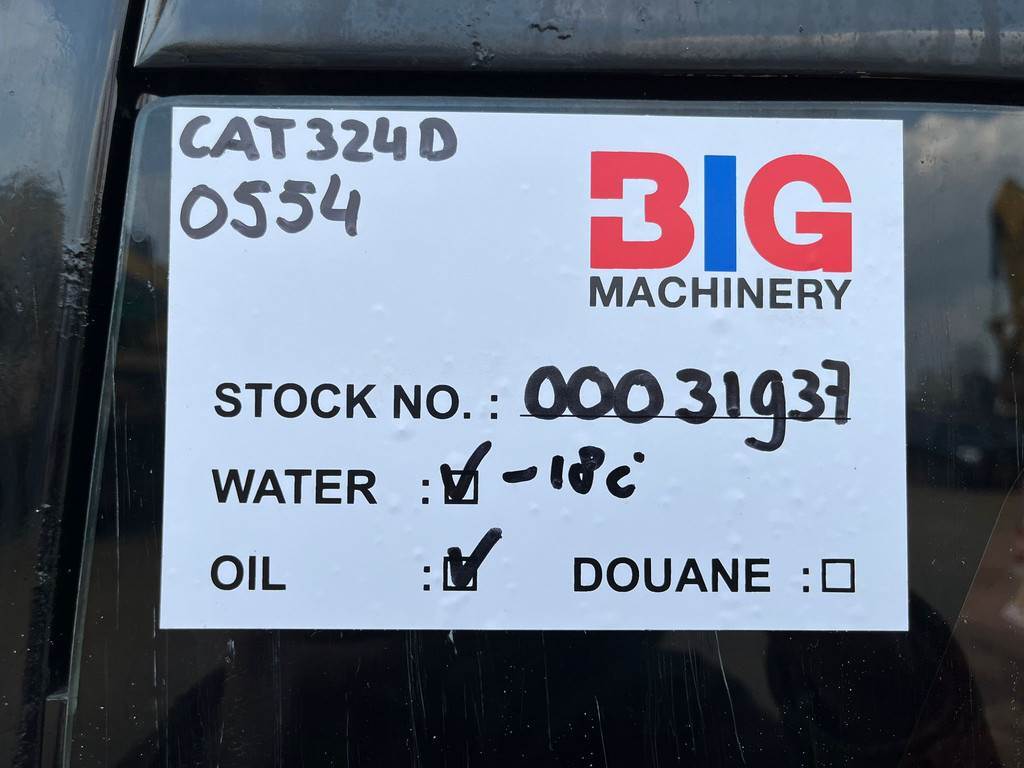 CAT 324D
0554
BIG
MACHINERY
STOCK NO. : 00031937
WATER : ☑ -18c
OIL : ☑ DOUANE : ☐